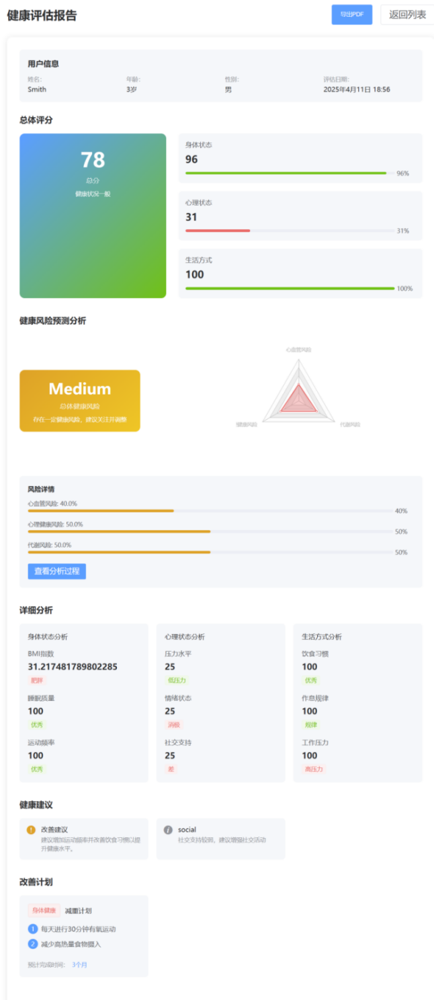 健康评估报告
导出PDF
返回列表
用户信息
姓名:
年龄:
性别:
评估日期:
Smith
3岁
男
2025年4月11日 18:56
总体评分
78
总分
健康状况一般
身体状态
96
96%
心理状态
31
31%
生活方式
100
100%
健康风险预测分析
Medium
总体健康风险
存在一定健康风险，建议关注并调整
心血管风险
健康风险
代谢风险
风险详情
心血管风险: 40.0%
40%
心理健康风险: 50.0%
50%
代谢风险: 50.0%
50%
查看分析过程
详细分析
身体状态分析
BMI指数
31.217481789802285
肥胖
睡眠质量
100
优秀
运动频率
100
优秀
心理状态分析
压力水平
25
低压力
情绪状态
25
消极
社交支持
25
差
生活方式分析
饮食习惯
100
优秀
作息规律
100
规律
工作压力
100
高压力
健康建议
改善建议
建议增加运动频率并改善饮食习惯以提
升健康水平。
social
社交支持较弱，建议增强社交活动
改善计划
身体健康 减重计划
1 每天进行30分钟有氧运动
2 减少高热量食物摄入
预计完成时间: 3个月